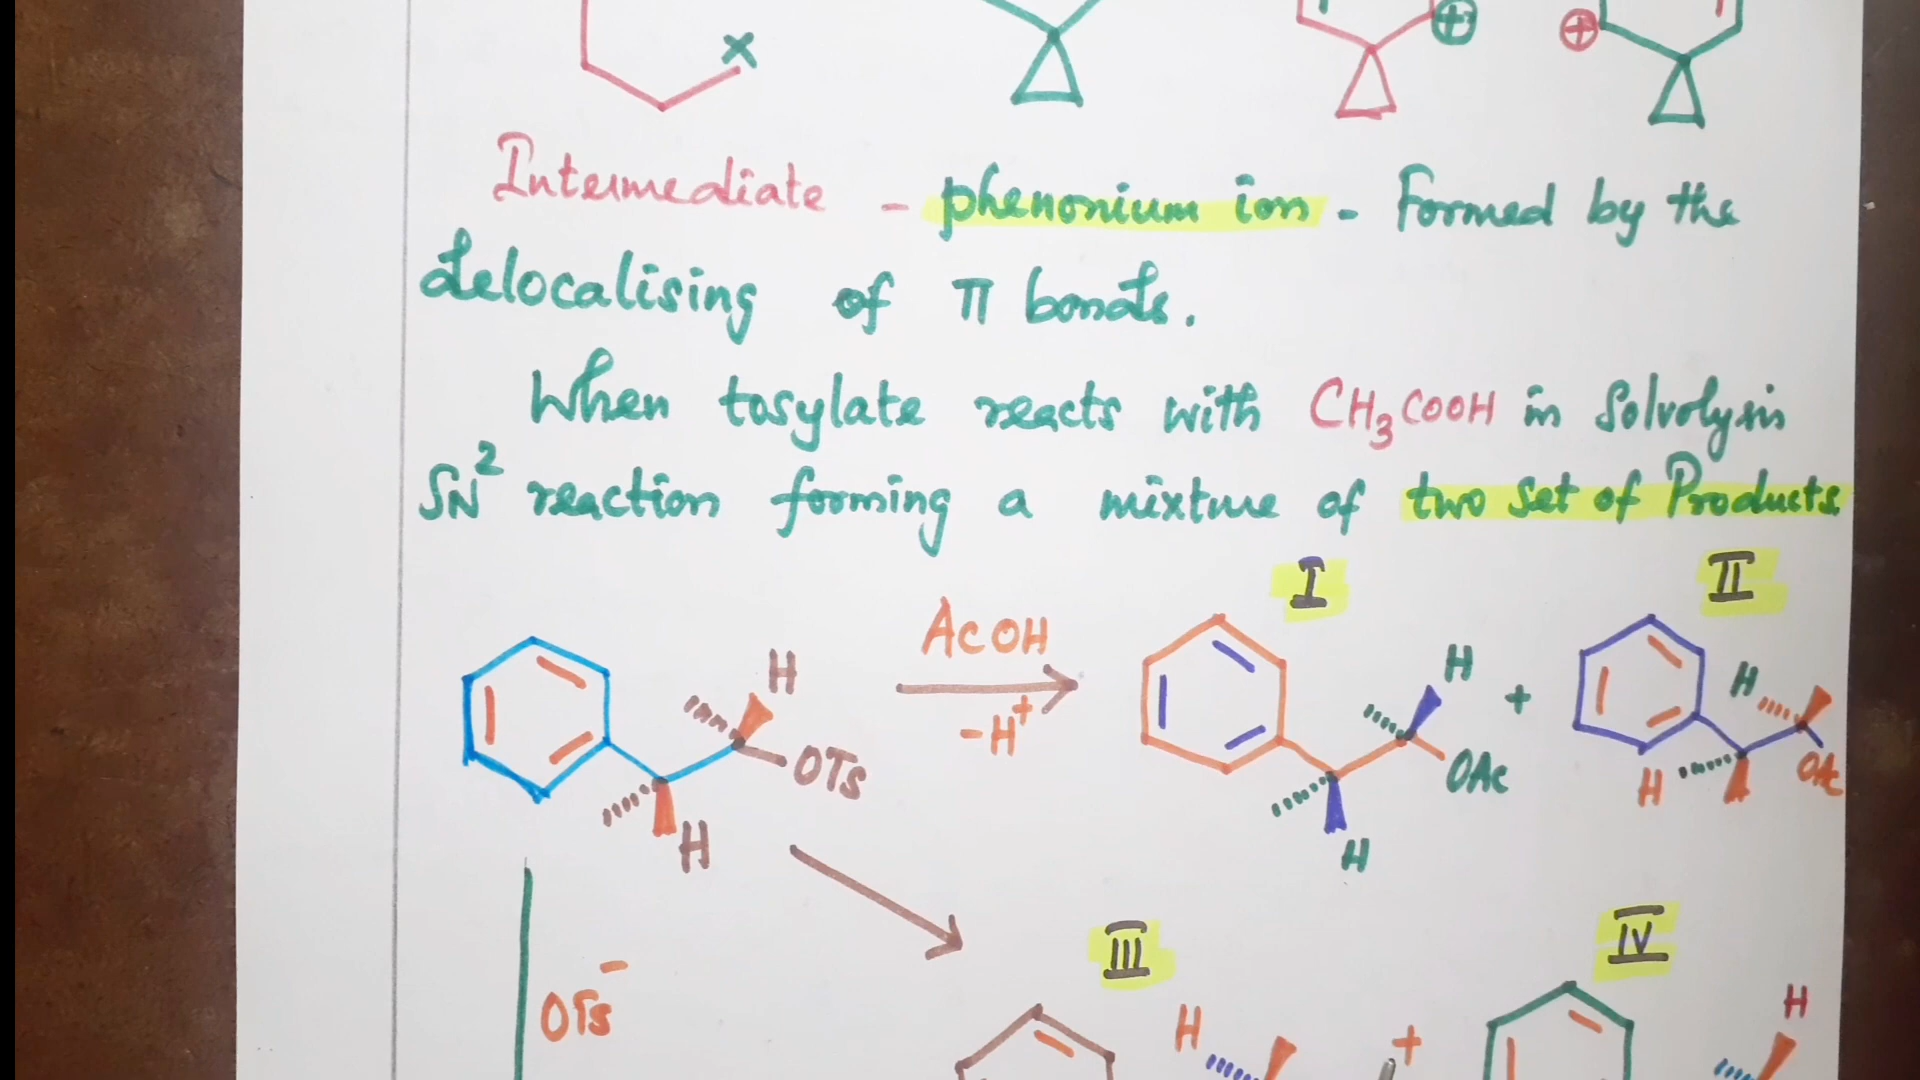 x
⊕ ⊕
Intermediate - phenonium ion - Formed by the
delocalising of π bonds.
When tosylate reacts with CH3COOH in Solvolysis
SN2 reaction forming a mixture of two set of Products
I II
H AcOH H + H
-H+
OTs OAc H OAc
H H
III IV
OTs- H + H